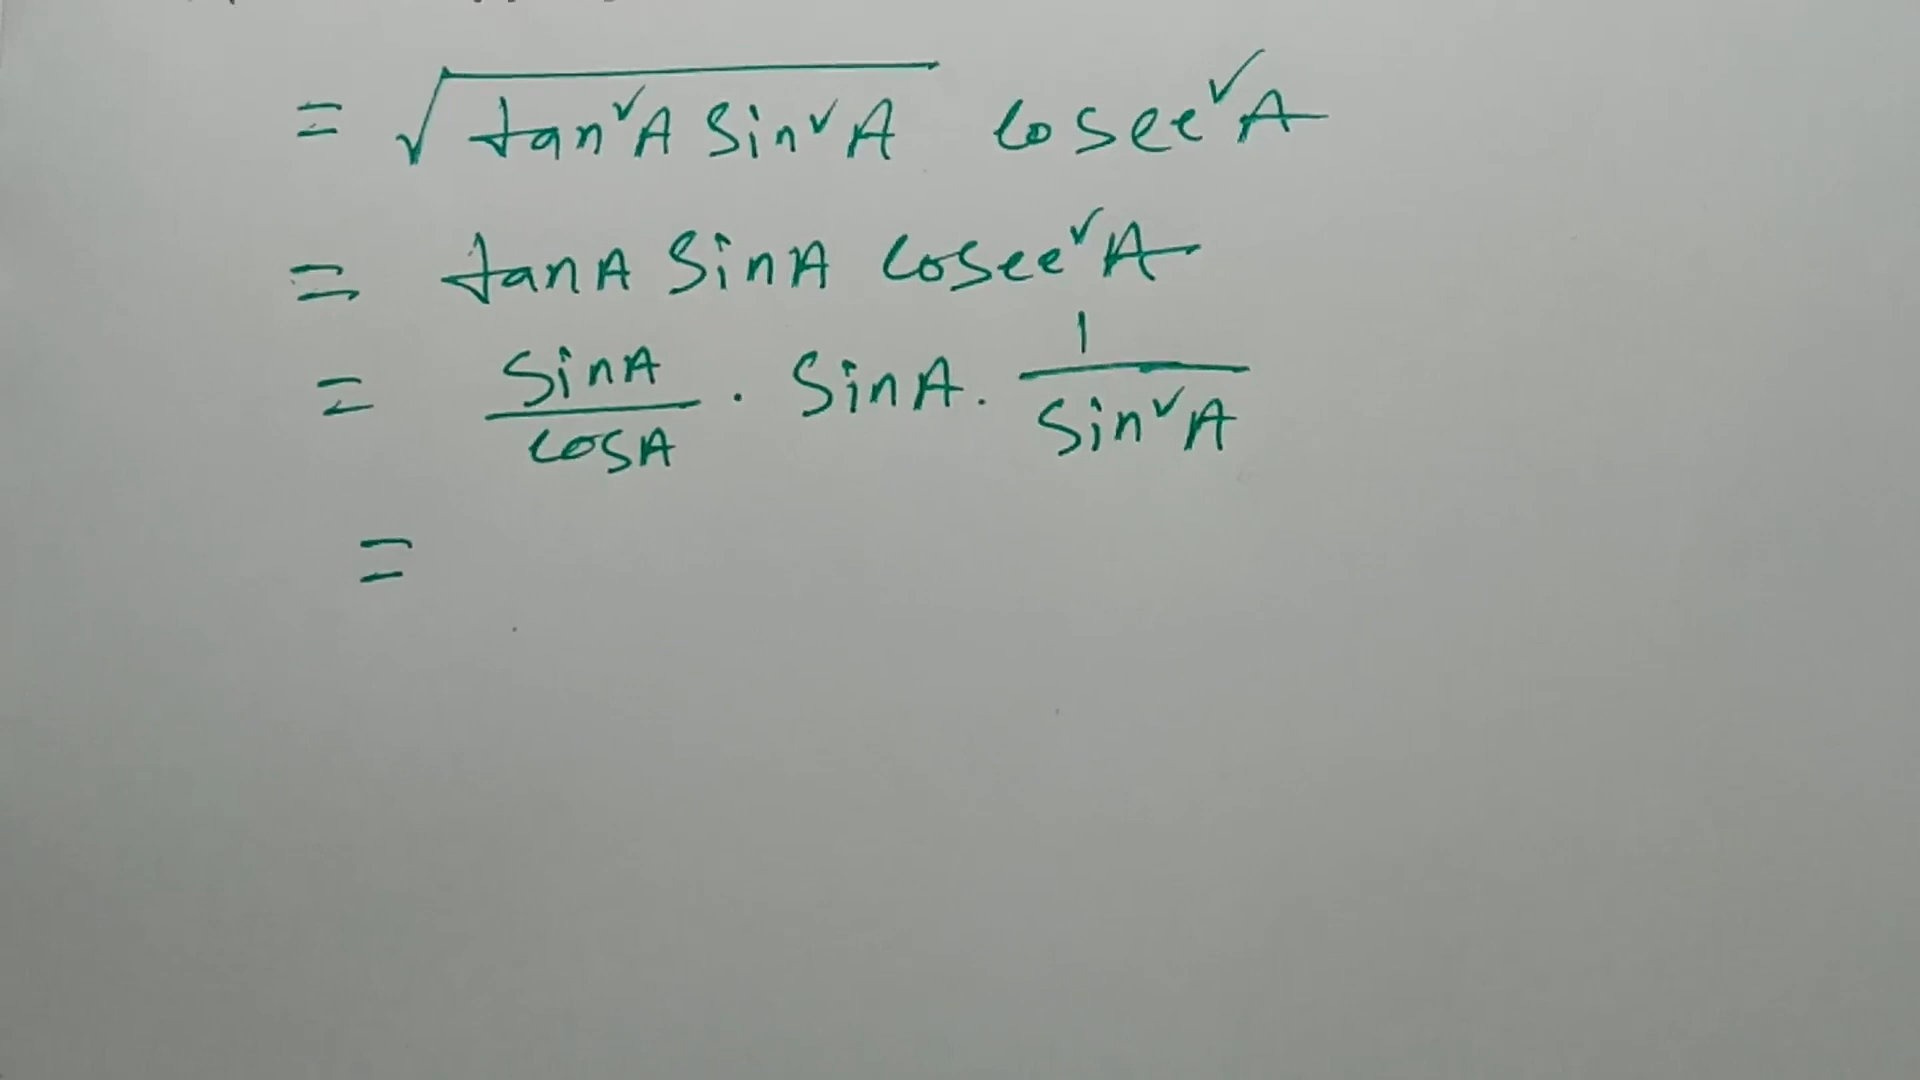 = √(tan²A sin²A) cosec²A
= tanA sinA cosec²A
= sinA/cosA . sinA. 1/sin²A
=